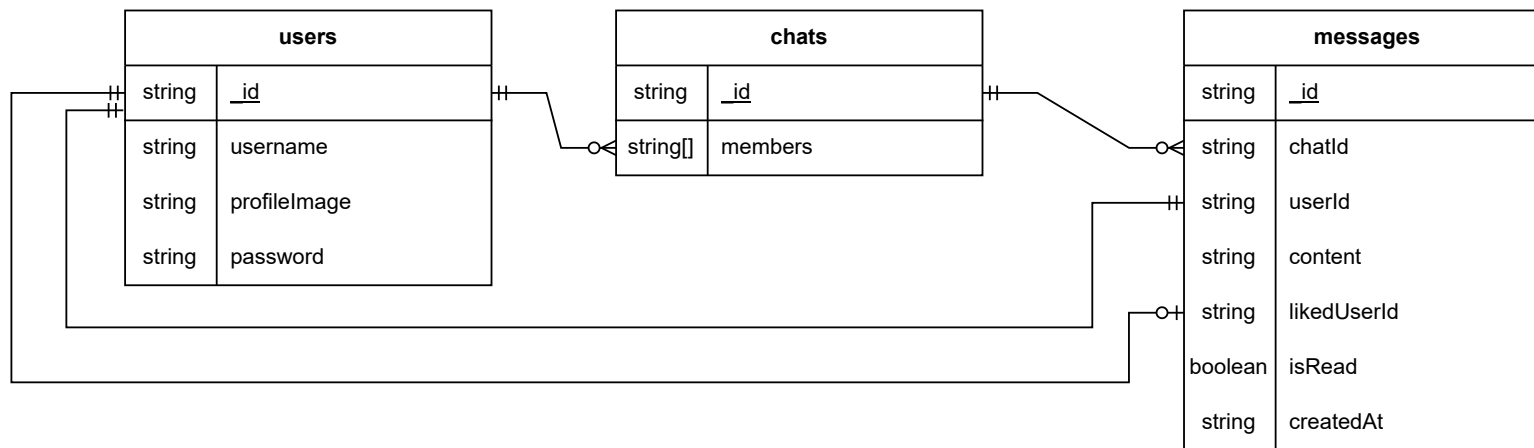 users
string _id
string username
string profileImage
string password
chats
string _id
string[] members
messages
string _id
string chatId
string userId
string content
string likedUserId
boolean isRead
string createdAt